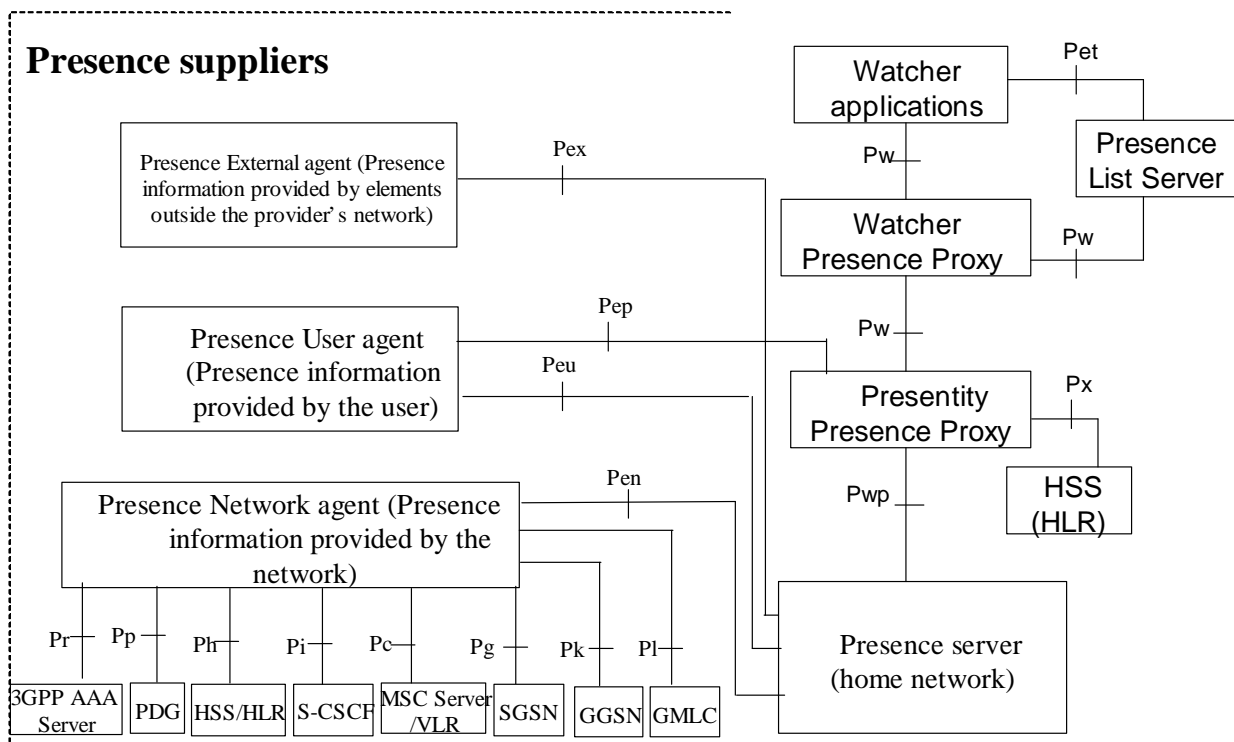 Presence suppliers
Watcher
applications
Pet
Presence
List Server
Presence External agent (Presence
information provided by elements
outside the provider's network)
Pex
Pw
Watcher
Presence Proxy
Pw
Presence User agent
(Presence information
provided by the user)
Pep
Peu
Pw
Presentity
Presence Proxy
Px
HSS
(HLR)
Presence Network agent (Presence
information provided by the
network)
Pen
Pwp
Pr
Pp
Ph
Pi
Pc
Pg
Pk
Pl
Presence server
(home network)
3GPP AAA
Server
PDG
HSS/HLR
S-CSCF
MSC Server
/VLR
SGSN
GGSN
GMLC